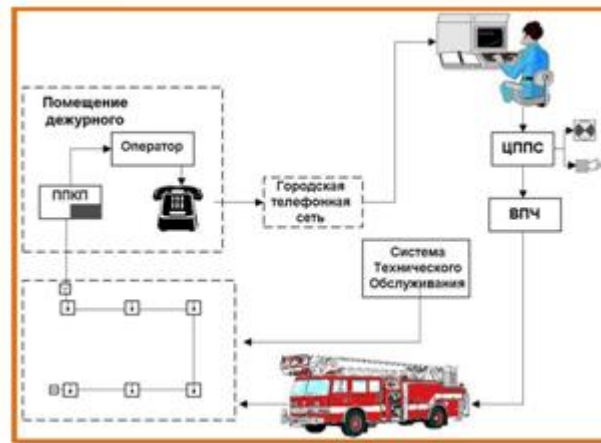 Помещение
дежурного
Оператор
ППКП
Городская
телефонная
сеть
ЦППС
ВПЧ
Система
Технического
Обслуживания